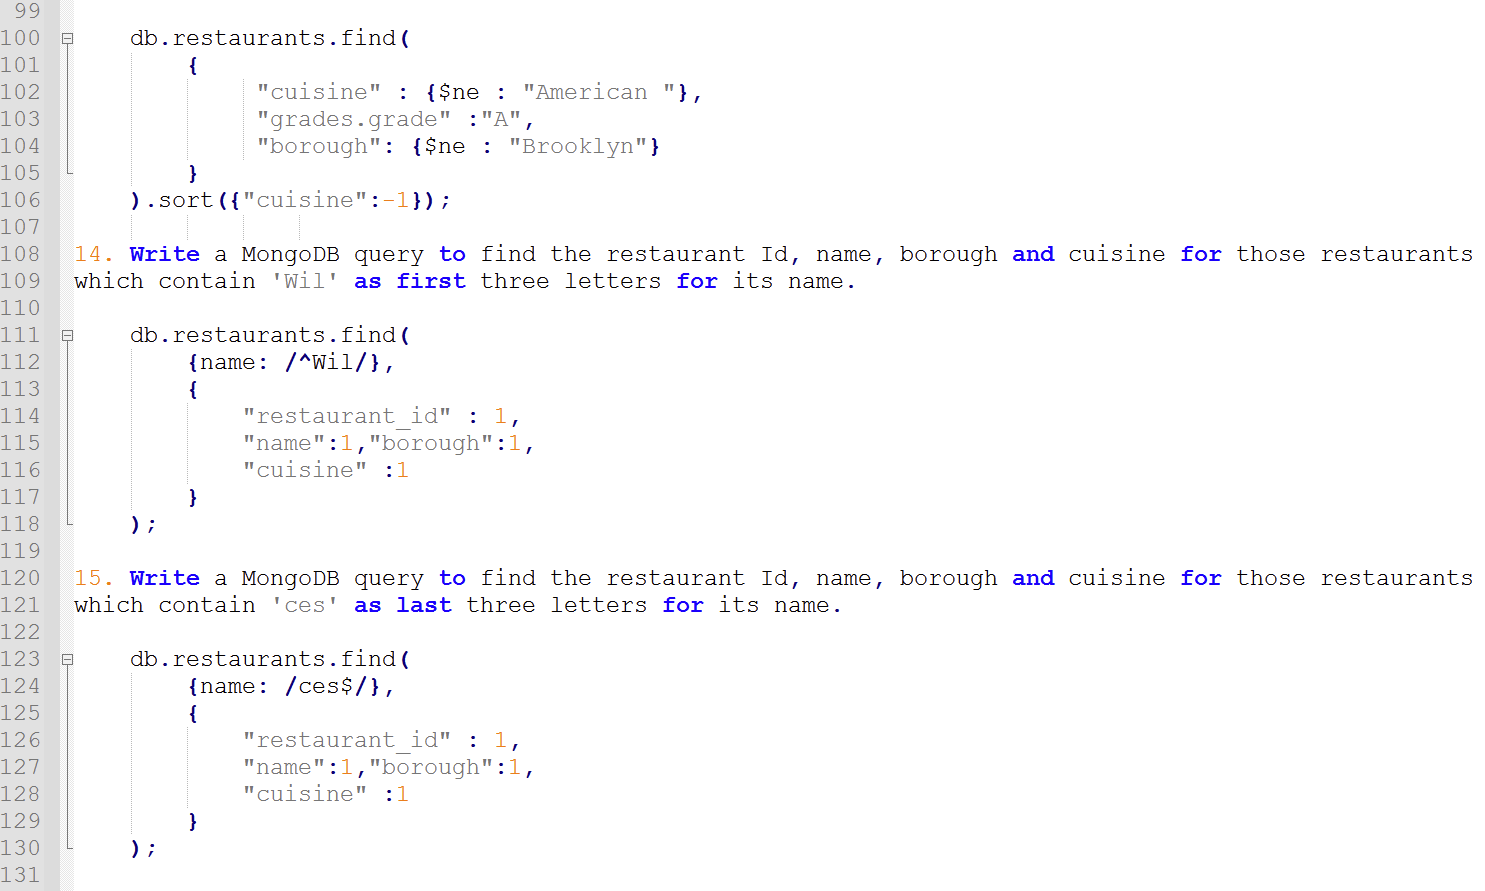 99
100 db.restaurants.find(
101 {
102 "cuisine" : {$ne : "American "},
103 "grades.grade" :"A",
104 "borough": {$ne : "Brooklyn"}
105 }
106 ).sort({"cuisine":-1});
107
108 14. Write a MongoDB query to find the restaurant Id, name, borough and cuisine for those restaurants
109 which contain 'Wil' as first three letters for its name.
110
111 db.restaurants.find(
112 {name: /^Wil/},
113 {
114 "restaurant_id" : 1,
115 "name":1,"borough":1,
116 "cuisine" :1
117 }
118 );
119
120 15. Write a MongoDB query to find the restaurant Id, name, borough and cuisine for those restaurants
121 which contain 'ces' as last three letters for its name.
122
123 db.restaurants.find(
124 {name: /ces$/},
125 {
126 "restaurant_id" : 1,
127 "name":1,"borough":1,
128 "cuisine" :1
129 }
130 );
131